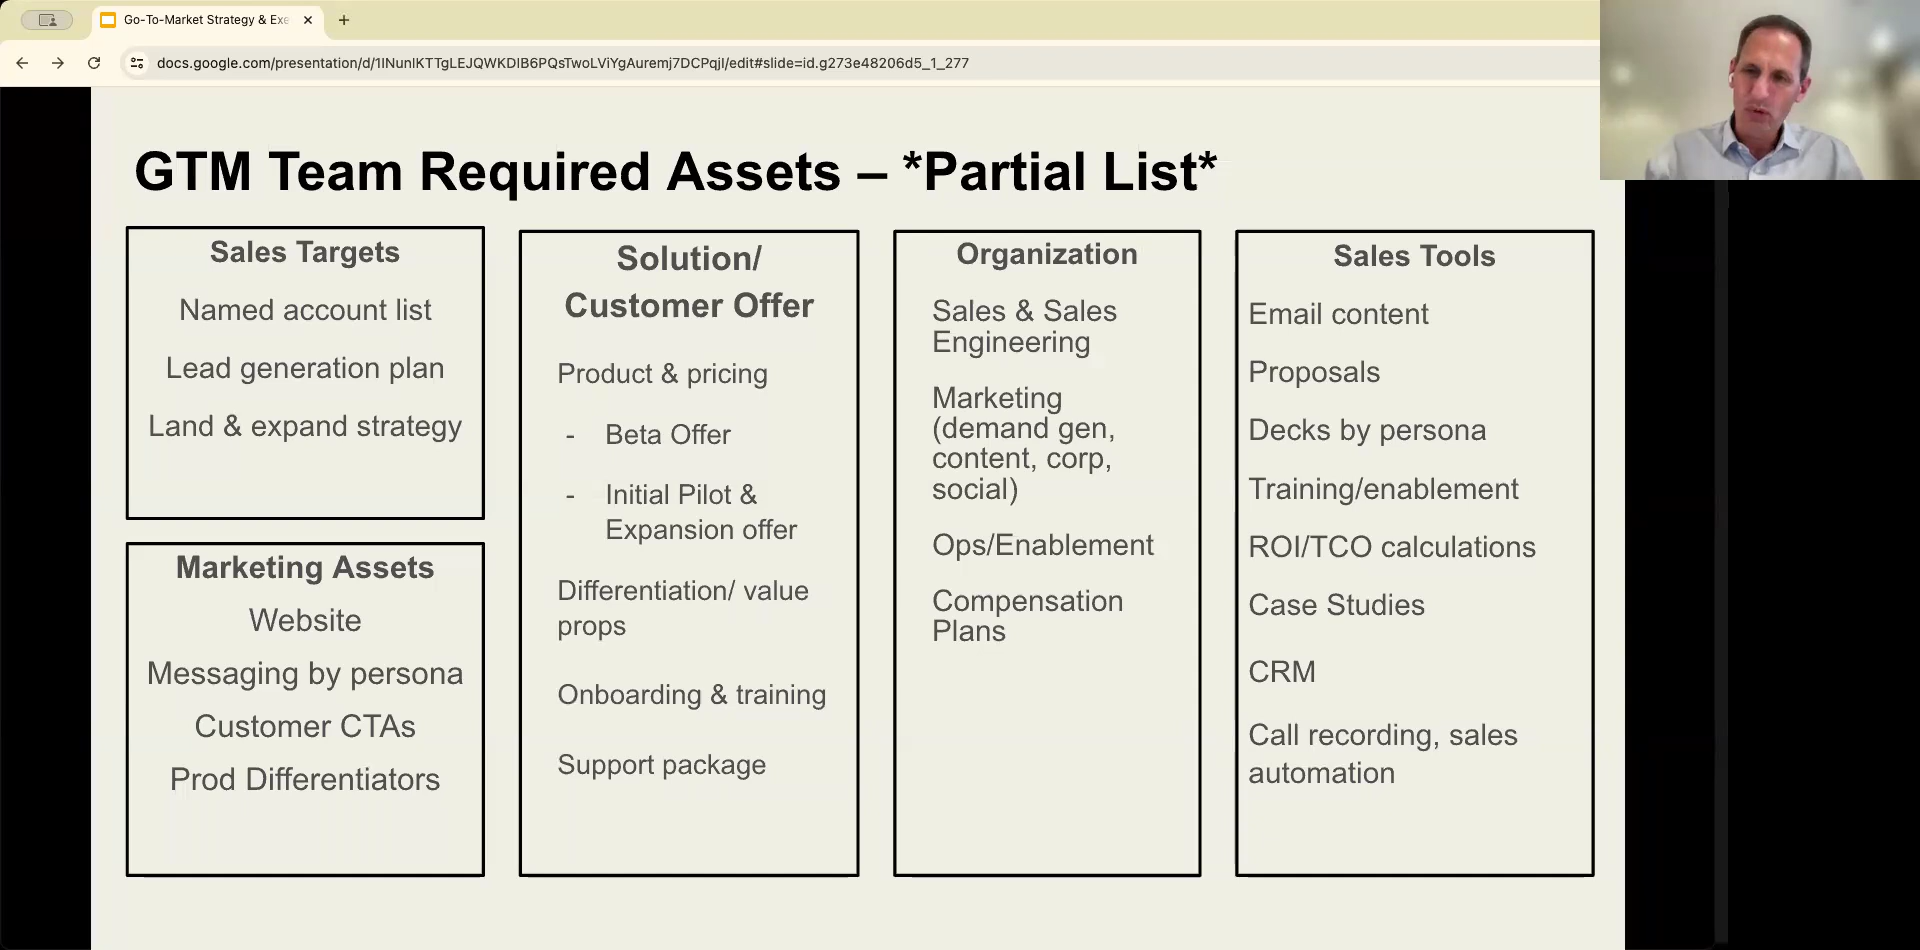 Go-To-Market Strategy & Exe
docs.google.com/presentation/d/1INunIKTTgLEJQWKDIB6PQsTwoLViYgAuremj7DCPqjI/edit#slide=id.g273e48206d5_1_277
GTM Team Required Assets – *Partial List*
Sales Targets
Named account list
Lead generation plan
Land & expand strategy
Marketing Assets
Website
Messaging by persona
Customer CTAs
Prod Differentiators
Solution/
Customer Offer
Product & pricing
- Beta Offer
- Initial Pilot &
Expansion offer
Differentiation/ value
props
Onboarding & training
Support package
Organization
Sales & Sales
Engineering
Marketing
(demand gen,
content, corp,
social)
Ops/Enablement
Compensation
Plans
Sales Tools
Email content
Proposals
Decks by persona
Training/enablement
ROI/TCO calculations
Case Studies
CRM
Call recording, sales
automation